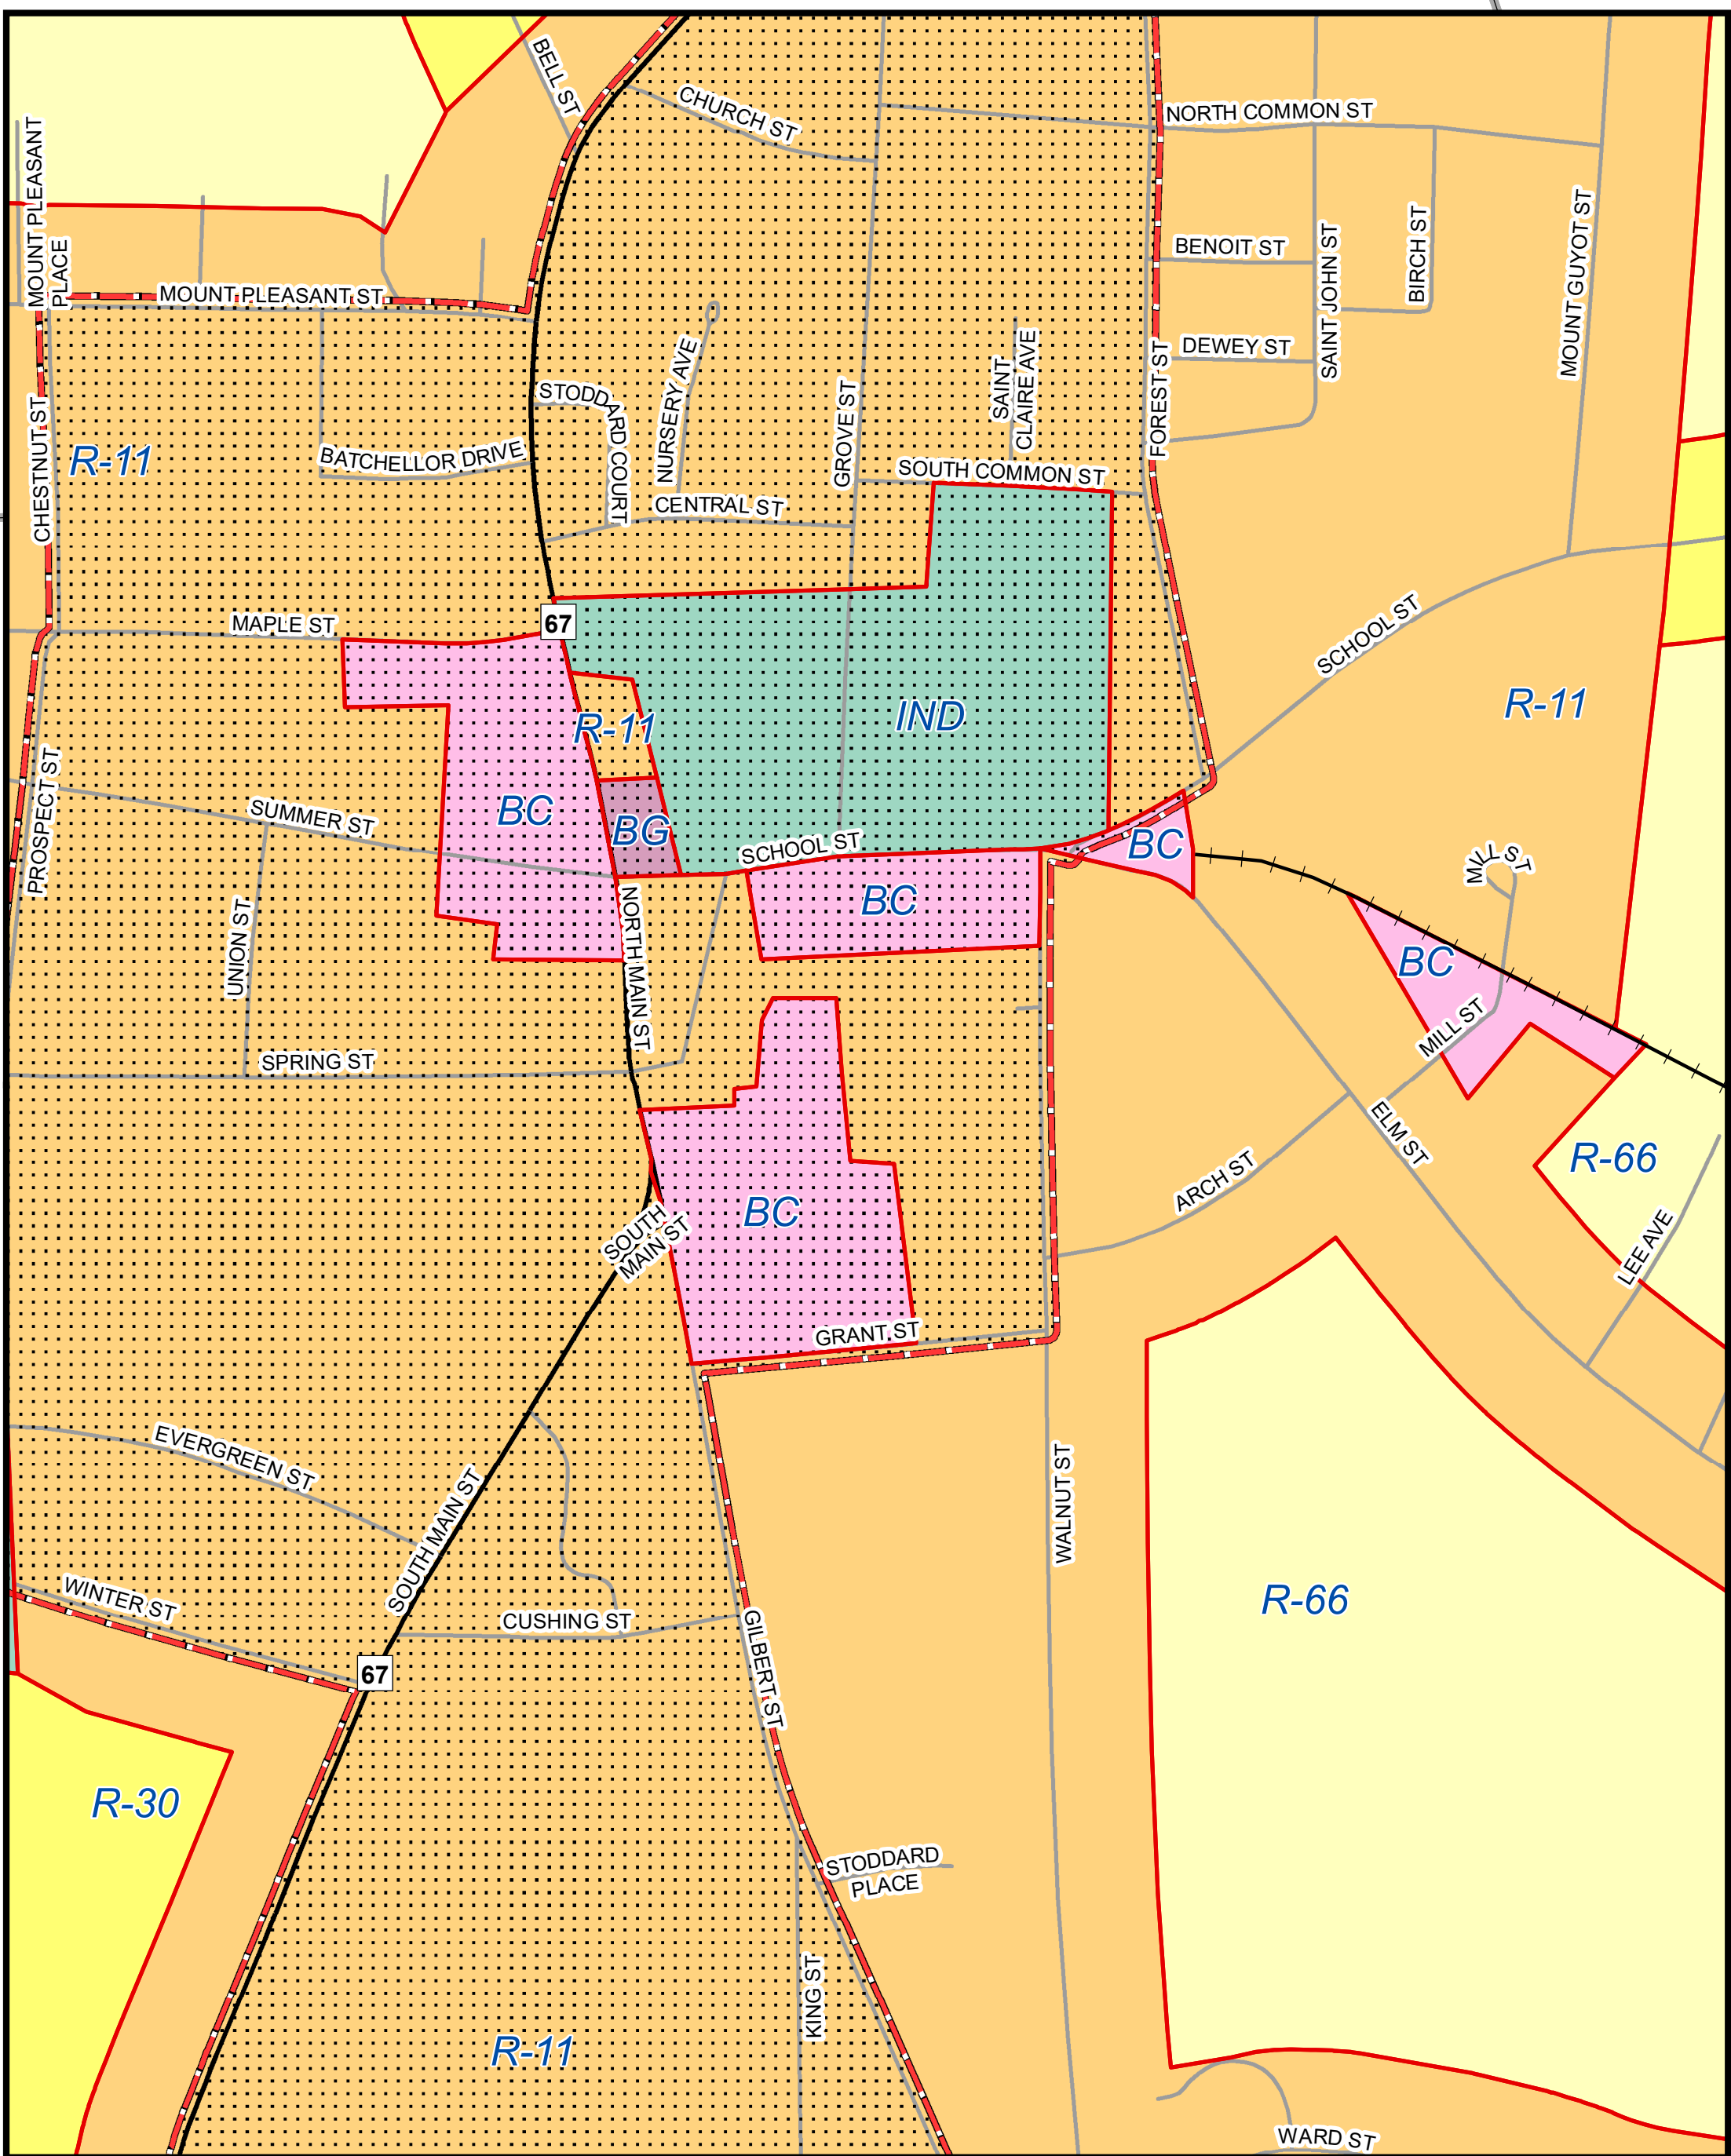 BELL ST
CHURCH ST
NORTH COMMON ST
MOUNT PLEASANT
PLACE
MOUNT PLEASANT ST
BENOIT ST
SAINT JOHN ST
BIRCH ST
MOUNT GUYOT ST
DEWEY ST
STODDARD COURT
NURSERY AVE
GROVE ST
SAINT
CLAIRE AVE
FOREST ST
CHESTNUT ST
R-11
BATCHELLOR DRIVE
SOUTH COMMON ST
CENTRAL ST
MAPLE ST
67
SCHOOL ST
R-11
IND
R-11
PROSPECT ST
SUMMER ST
BC
BG
SCHOOL ST
BC
BC
MILL ST
UNION ST
NORTH MAIN ST
BC
MILL ST
SPRING ST
ELM ST
R-66
ARCH ST
BC
SOUTH
MAIN ST
LEE AVE
GRANT ST
EVERGREEN ST
SOUTH MAIN ST
WALNUT ST
WINTER ST
CUSHING ST
R-66
GILBERT ST
67
R-30
STODDARD
PLACE
KING ST
R-11
WARD ST